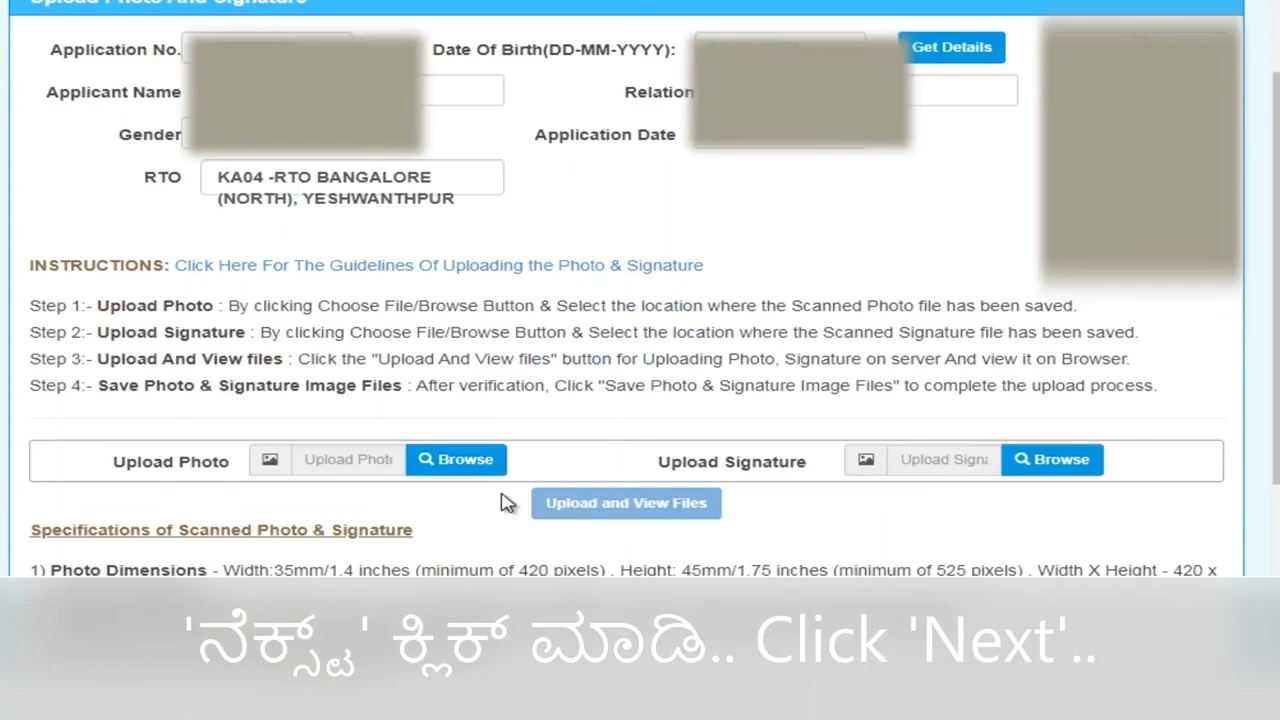 Upload Photo And Signature
Application No. Date Of Birth(DD-MM-YYYY): Get Details
Applicant Name Relation
Gender Application Date
RTO KA04 -RTO BANGALORE
(NORTH), YESHWANTHPUR
INSTRUCTIONS: Click Here For The Guidelines Of Uploading the Photo & Signature
Step 1:- Upload Photo : By clicking Choose File/Browse Button & Select the location where the Scanned Photo file has been saved.
Step 2:- Upload Signature : By clicking Choose File/Browse Button & Select the location where the Scanned Signature file has been saved.
Step 3:- Upload And View files : Click the "Upload And View files" button for Uploading Photo, Signature on server And view it on Browser.
Step 4:- Save Photo & Signature Image Files : After verification, Click "Save Photo & Signature Image Files" to complete the upload process.
Upload Photo Upload Photo Browse Upload Signature Upload Signa Browse
Upload and View Files
Specifications of Scanned Photo & Signature
1) Photo Dimensions - Width:35mm/1.4 inches (minimum of 420 pixels) , Height: 45mm/1.75 inches (minimum of 525 pixels) , Width X Height - 420 x
'ನೆಕ್ಸ್ಟ್' ಕ್ಲಿಕ್ ಮಾಡಿ.. Click 'Next'..